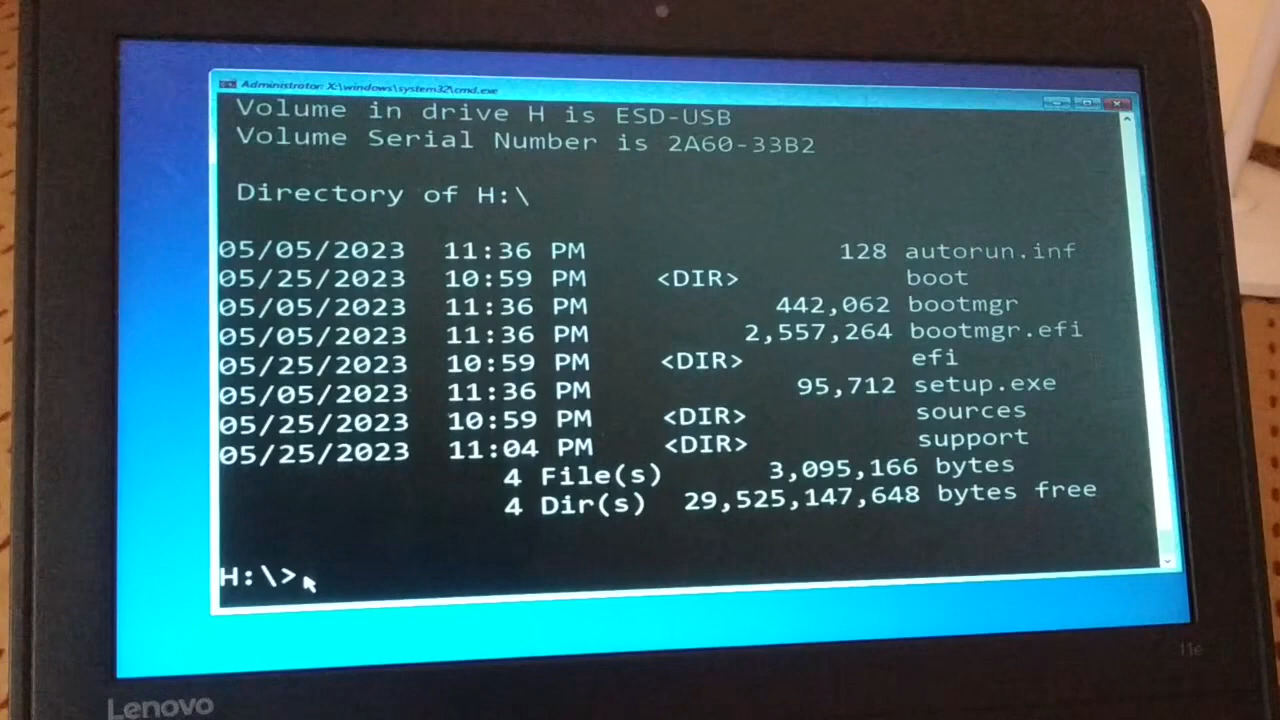 Administrator: X:\windows\system32\cmd.exe
Volume in drive H is ESD-USB
Volume Serial Number is 2A60-33B2
Directory of H:\
05/05/2023 11:36 PM 128 autorun.inf
05/25/2023 10:59 PM <DIR> boot
05/05/2023 11:36 PM 442,062 bootmgr
05/05/2023 11:36 PM 2,557,264 bootmgr.efi
05/25/2023 10:59 PM <DIR> efi
05/05/2023 11:36 PM 95,712 setup.exe
05/25/2023 10:59 PM <DIR> sources
05/25/2023 11:04 PM <DIR> support
4 File(s) 3,095,166 bytes
4 Dir(s) 29,525,147,648 bytes free
H:\>
11e
Lenovo